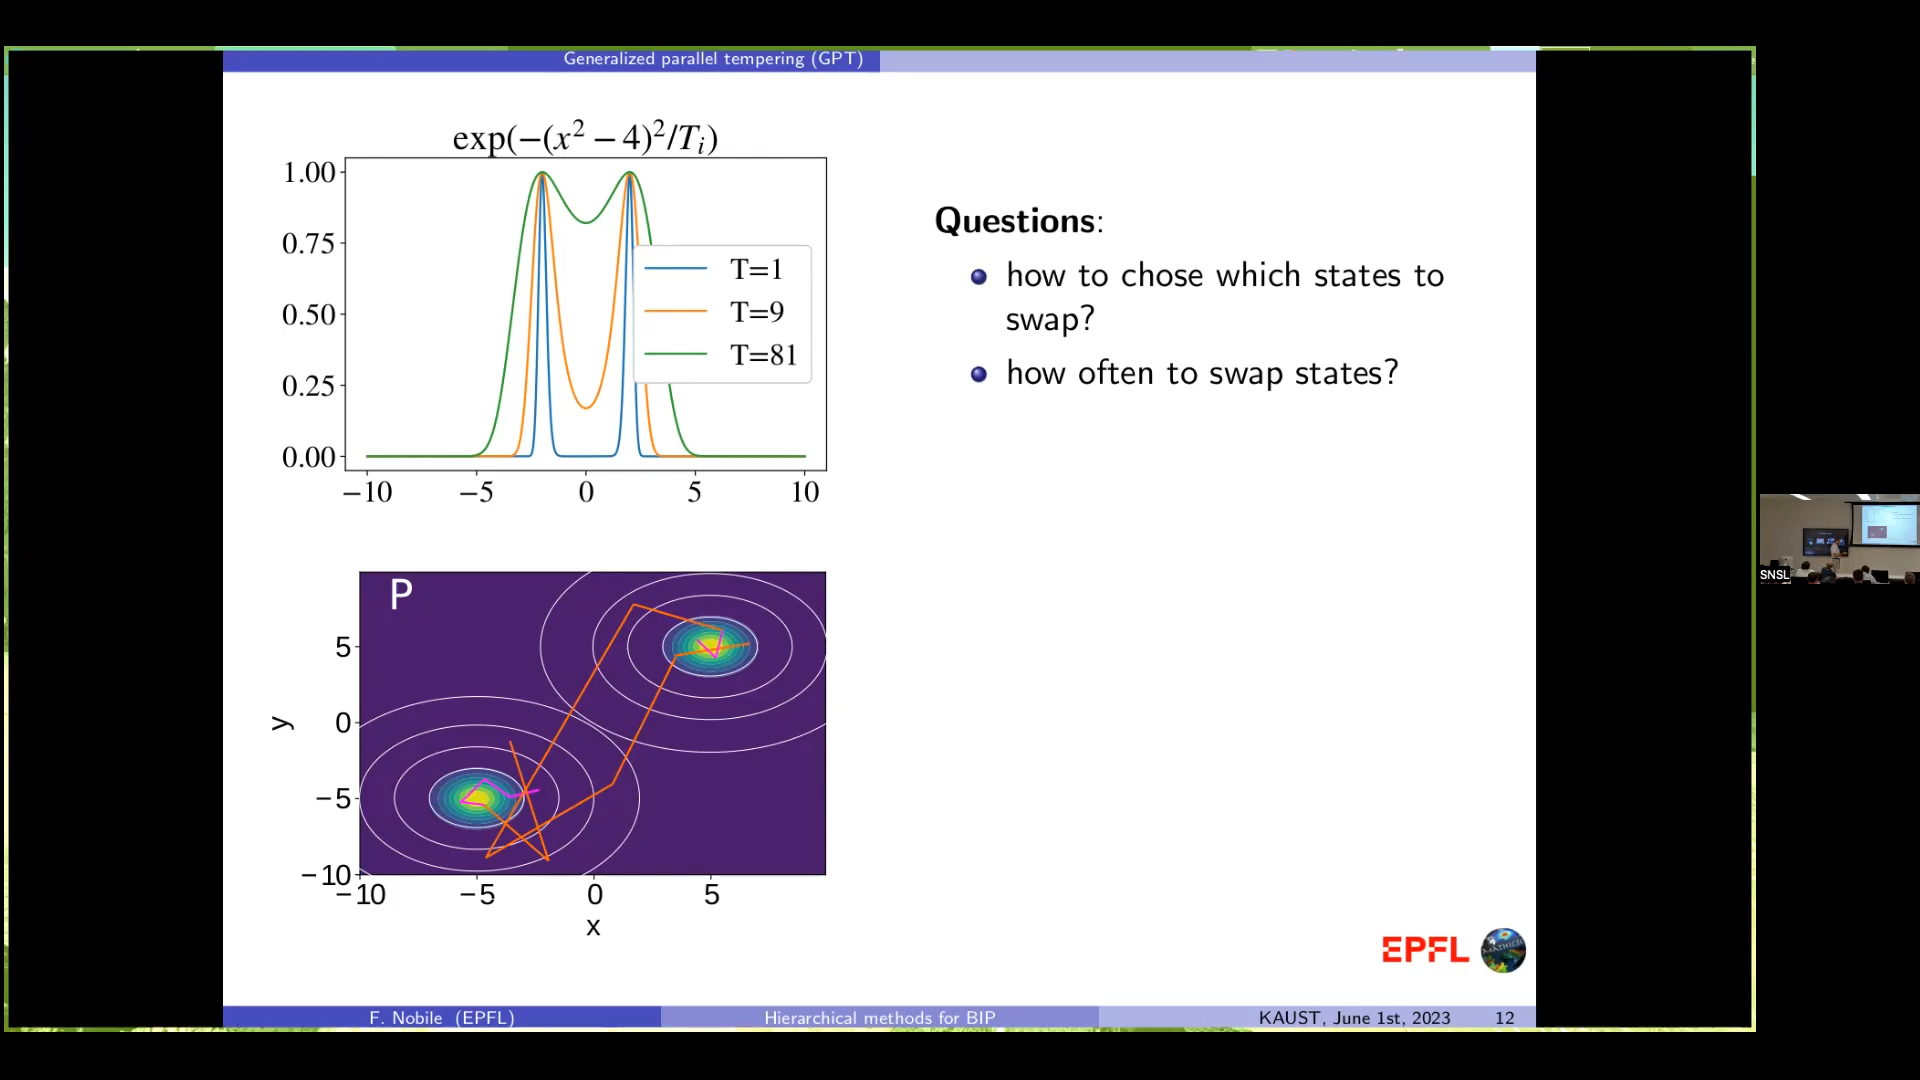 Generalized parallel tempering (GPT)
exp(−(x² − 4)²/Tᵢ)
1.00
0.75
0.50
0.25
0.00
−10 −5 0 5 10
T=1
T=9
T=81
Questions:
how to chose which states to
swap?
how often to swap states?
P
y
5
0
−5
−10
−10 −5 0 5
x
EPFL
MATHICSE
SNSL
F. Nobile (EPFL)
Hierarchical methods for BIP
KAUST, June 1st, 2023 12